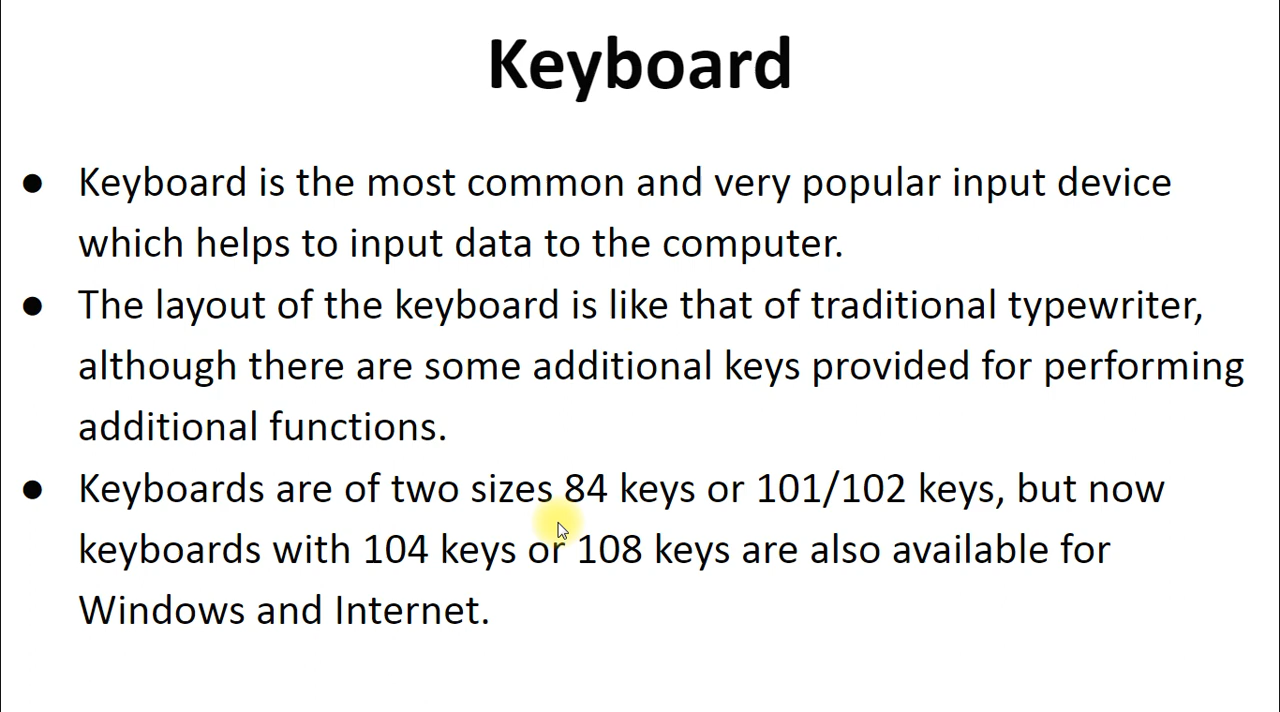 Keyboard
● Keyboard is the most common and very popular input device
which helps to input data to the computer.
● The layout of the keyboard is like that of traditional typewriter,
although there are some additional keys provided for performing
additional functions.
● Keyboards are of two sizes 84 keys or 101/102 keys, but now
keyboards with 104 keys or 108 keys are also available for
Windows and Internet.